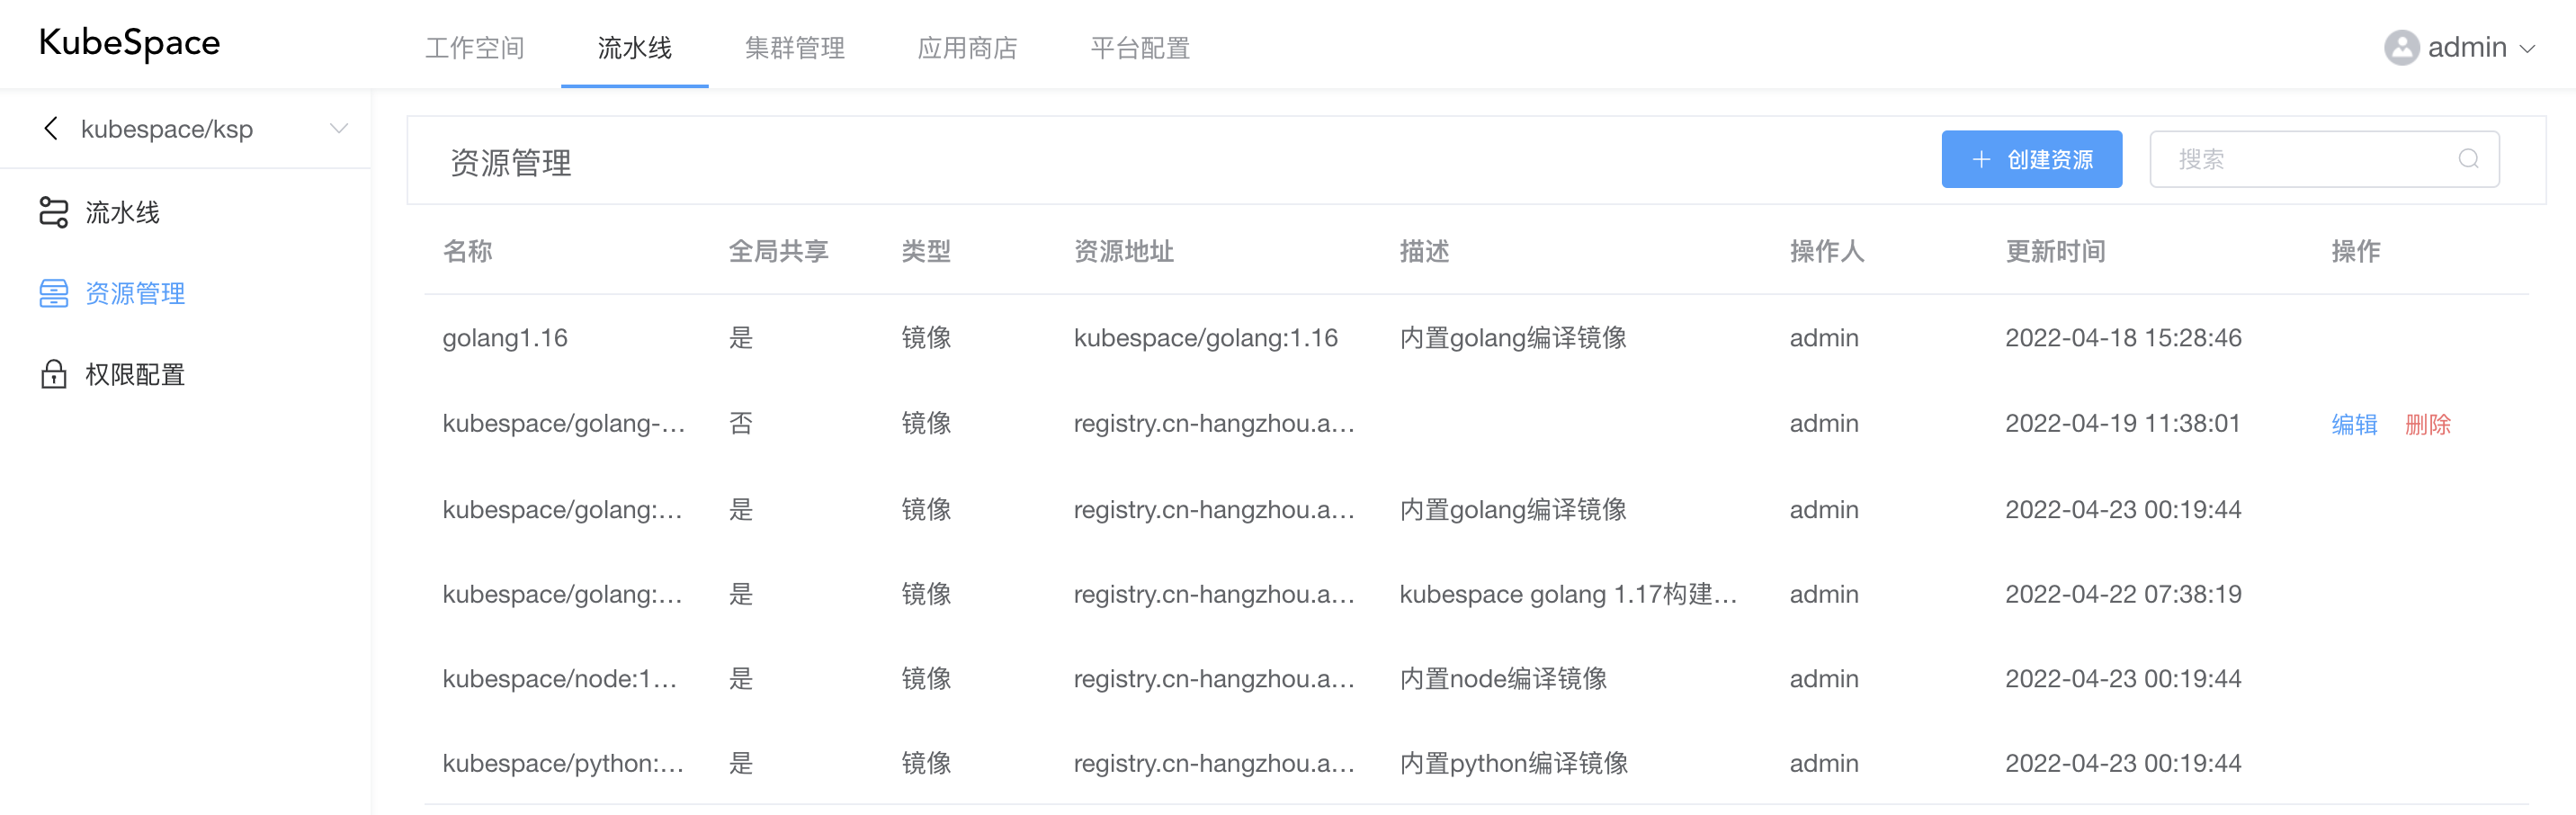 KubeSpace 工作空间 流水线 集群管理 应用商店 平台配置 admin
kubespace/ksp
流水线
资源管理
权限配置
资源管理 创建资源 搜索
名称 全局共享 类型 资源地址 描述 操作人 更新时间 操作
golang1.16 是 镜像 kubespace/golang:1.16 内置golang编译镜像 admin 2022-04-18 15:28:46
kubespace/golang-... 否 镜像 registry.cn-hangzhou.a... admin 2022-04-19 11:38:01 编辑 删除
kubespace/golang:... 是 镜像 registry.cn-hangzhou.a... 内置golang编译镜像 admin 2022-04-23 00:19:44
kubespace/golang:... 是 镜像 registry.cn-hangzhou.a... kubespace golang 1.17构建... admin 2022-04-22 07:38:19
kubespace/node:1... 是 镜像 registry.cn-hangzhou.a... 内置node编译镜像 admin 2022-04-23 00:19:44
kubespace/python:... 是 镜像 registry.cn-hangzhou.a... 内置python编译镜像 admin 2022-04-23 00:19:44